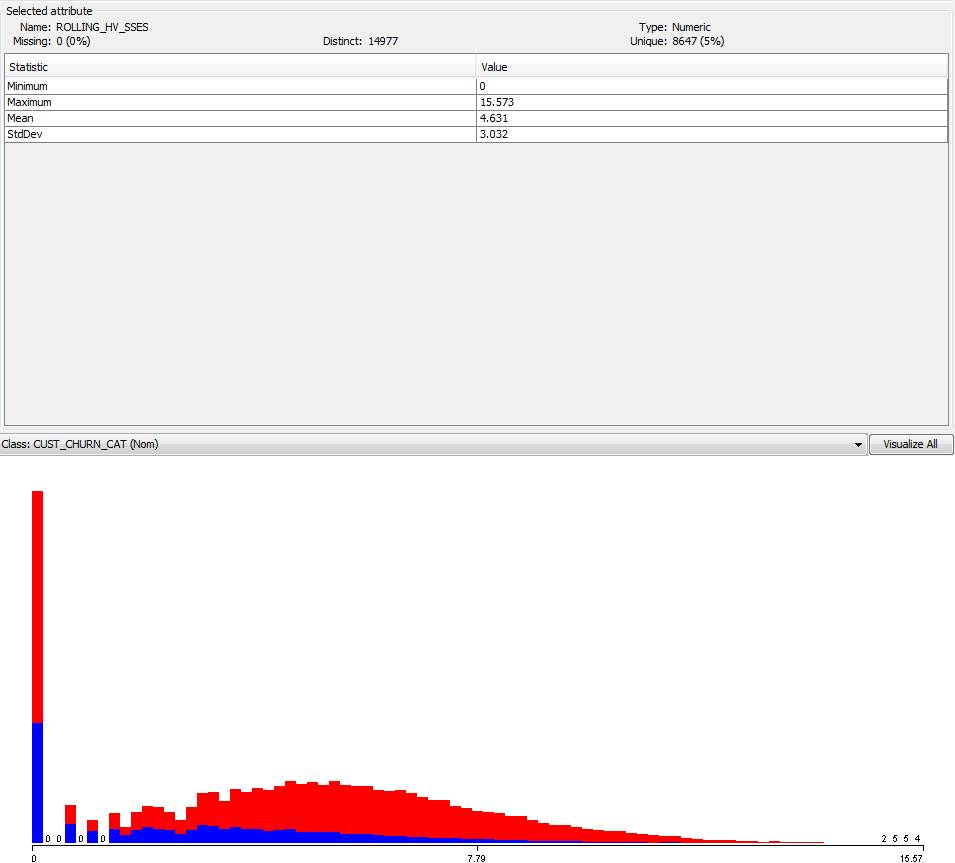 Selected attribute
Name: ROLLING_HV_SSES Type: Numeric
Missing: 0 (0%) Distinct: 14977 Unique: 8647 (5%)
Statistic Value
Minimum 0
Maximum 15.573
Mean 4.631
StdDev 3.032
Class: CUST_CHURN_CAT (Nom) Visualize All
0 0 0 0 2 5 5 4
0 7.79 15.57